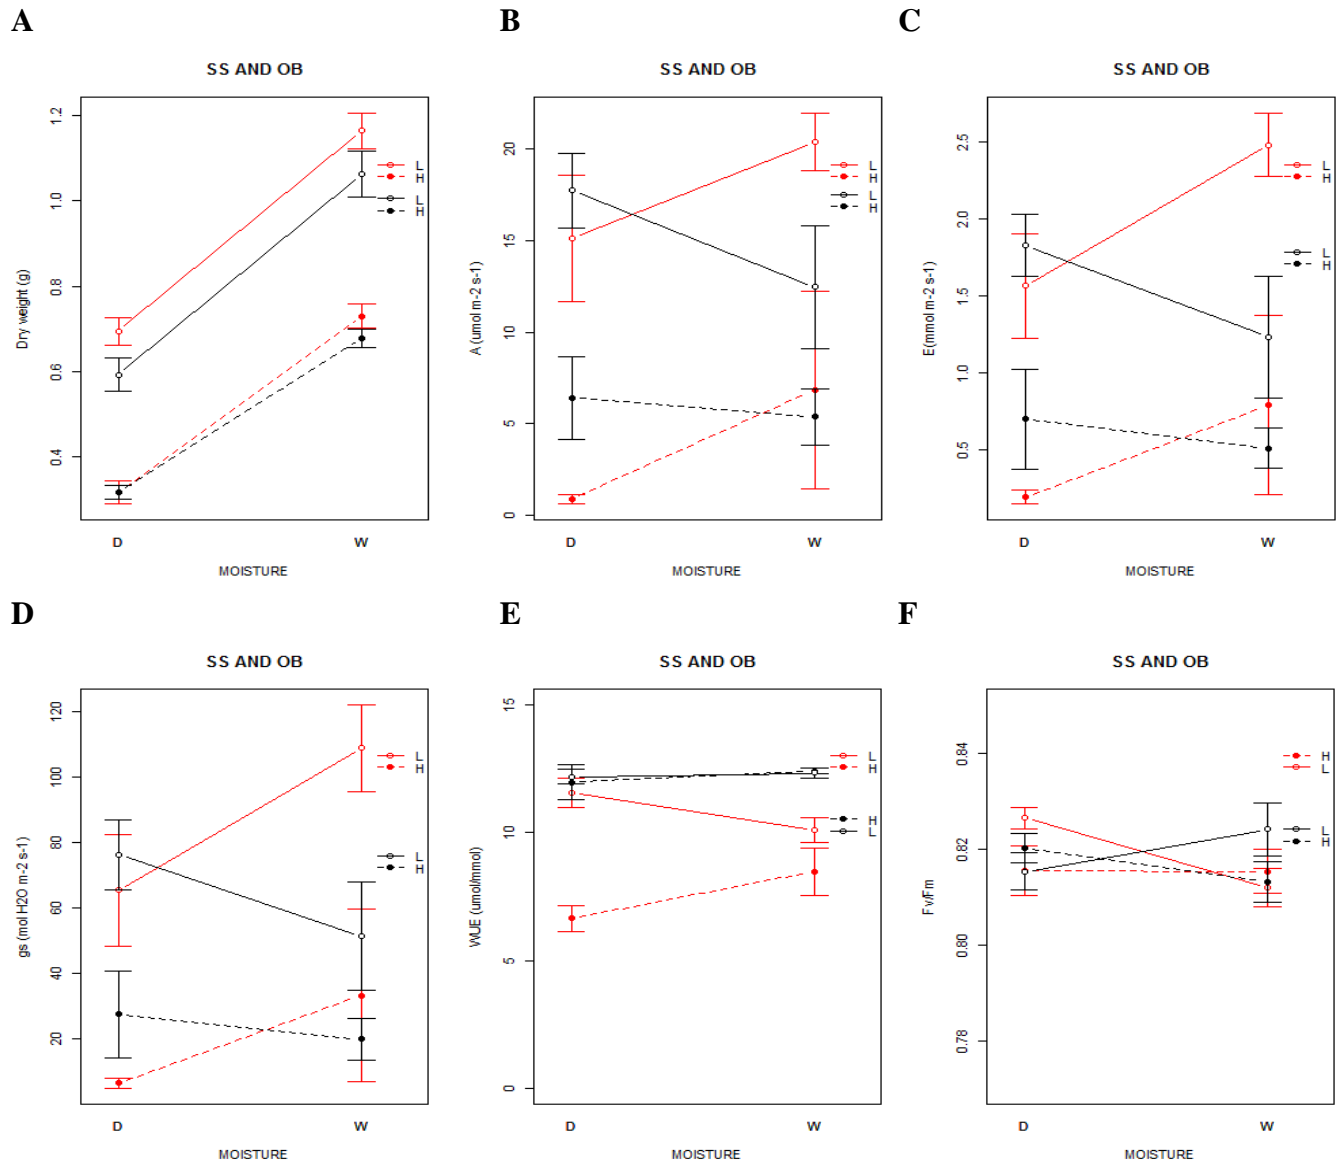 A
B
C
SS AND OB
SS AND OB
SS AND OB
Dry weight (g)
0.4
0.6
0.8
1.0
1.2
L
H
L
H
D
W
MOISTURE
A (umol m-2 s-1)
0
5
10
15
20
L
H
L
H
D
W
MOISTURE
E(mmol m-2 s-1)
0.5
1.0
1.5
2.0
2.5
L
H
L
H
D
W
MOISTURE
D
E
F
SS AND OB
SS AND OB
SS AND OB
gs (mol H2O m-2 s-1)
20
40
60
80
100
120
L
H
L
H
D
W
MOISTURE
WUE (umol/mmol)
0
5
10
15
L
H
H
L
D
W
MOISTURE
Fv/Fm
0.78
0.80
0.82
0.84
H
L
L
H
D
W
MOISTURE